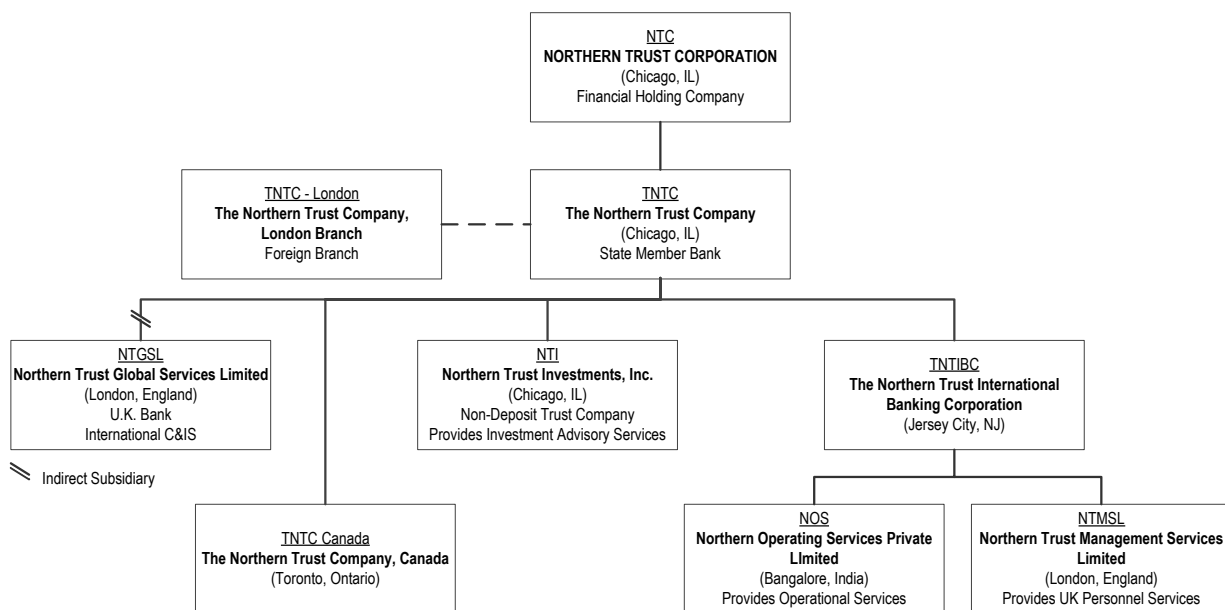 NTC
NORTHERN TRUST CORPORATION
(Chicago, IL)
Financial Holding Company
TNTC - London
The Northern Trust Company,
London Branch
Foreign Branch
TNTC
The Northern Trust Company
(Chicago, IL)
State Member Bank
NTGSL
Northern Trust Global Services Limited
(London, England)
U.K. Bank
International C&IS
NTI
Northern Trust Investments, Inc.
(Chicago, IL)
Non-Deposit Trust Company
Provides Investment Advisory Services
TNTIBC
The Northern Trust International
Banking Corporation
(Jersey City, NJ)
Indirect Subsidiary
TNTC Canada
The Northern Trust Company, Canada
(Toronto, Ontario)
NOS
Northern Operating Services Private
LImited
(Bangalore, India)
Provides Operational Services
NTMSL
Northern Trust Management Services
Limited
(London, England)
Provides UK Personnel Services